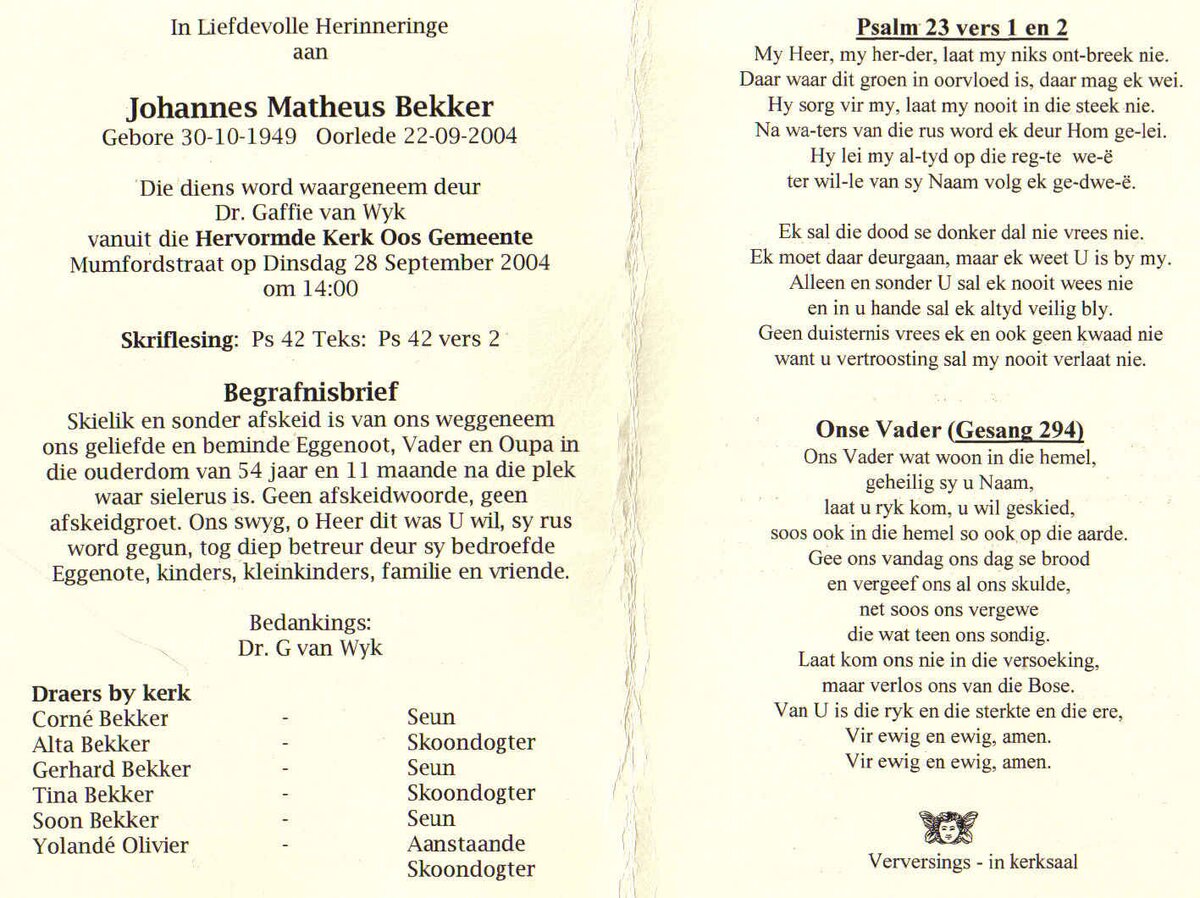 In Liefdevolle Herinneringe
aan
Johannes Matheus Bekker
Gebore 30-10-1949 Oorlede 22-09-2004
Die diens word waargeneem deur
Dr. Gaffie van Wyk
vanuit die Hervormde Kerk Oos Gemeente
Mumfordstraat op Dinsdag 28 September 2004
om 14:00
Skriflesing: Ps 42 Teks: Ps 42 vers 2
Begrafnisbrief
Skielik en sonder afskeid is van ons weggeneem
ons geliefde en beminde Eggenoot, Vader en Oupa in
die ouderdom van 54 jaar en 11 maande na die plek
waar sielerus is. Geen afskeidwoorde, geen
afskeidgroet. Ons swyg, o Heer dit was U wil, sy rus
word gegun, tog diep betreur deur sy bedroefde
Eggenote, kinders, kleinkinders, familie en vriende.
Bedankings:
Dr. G van Wyk
Draers by kerk
Corné Bekker - Seun
Alta Bekker - Skoondogter
Gerhard Bekker - Seun
Tina Bekker - Skoondogter
Soon Bekker - Seun
Yolandé Olivier - Aanstaande
Skoondogter
Psalm 23 vers 1 en 2
My Heer, my her-der, laat my niks ont-breek nie.
Daar waar dit groen in oorvloed is, daar mag ek wei.
Hy sorg vir my, laat my nooit in die steek nie.
Na wa-ters van die rus word ek deur Hom ge-lei.
Hy lei my al-tyd op die reg-te we-ë
ter wil-le van sy Naam volg ek ge-dwe-ë.
Ek sal die dood se donker dal nie vrees nie.
Ek moet daar deurgaan, maar ek weet U is by my.
Alleen en sonder U sal ek nooit wees nie
en in u hande sal ek altyd veilig bly.
Geen duisternis vrees ek en ook geen kwaad nie
want u vertroosting sal my nooit verlaat nie.
Onse Vader (Gesang 294)
Ons Vader wat woon in die hemel,
geheilig sy u Naam,
laat u ryk kom, u wil geskied,
soos ook in die hemel so ook op die aarde.
Gee ons vandag ons dag se brood
en vergeef ons al ons skulde,
net soos ons vergewe
die wat teen ons sondig.
Laat kom ons nie in die versoeking,
maar verlos ons van die Bose.
Van U is die ryk en die sterkte en die ere,
Vir ewig en ewig, amen.
Vir ewig en ewig, amen.
Verversings - in kerksaal